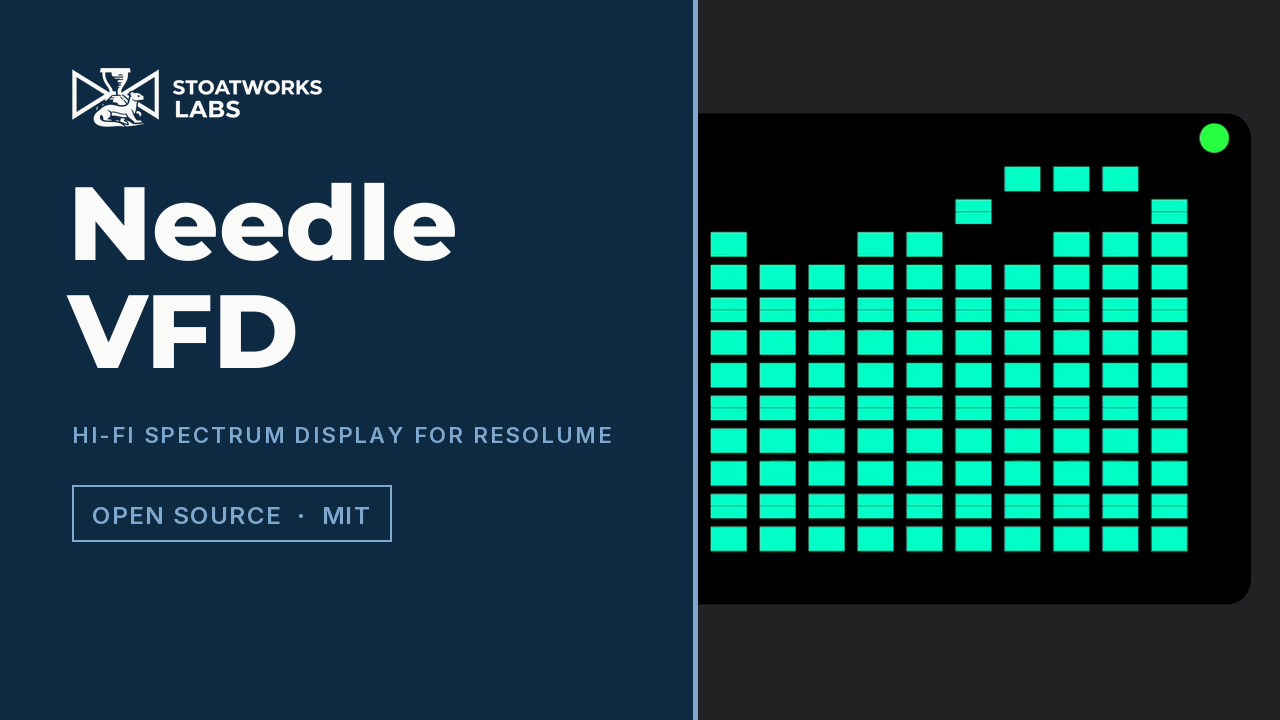 STOATWORKS
LABS
Needle
VFD
HI-FI SPECTRUM DISPLAY FOR RESOLUME
OPEN SOURCE · MIT